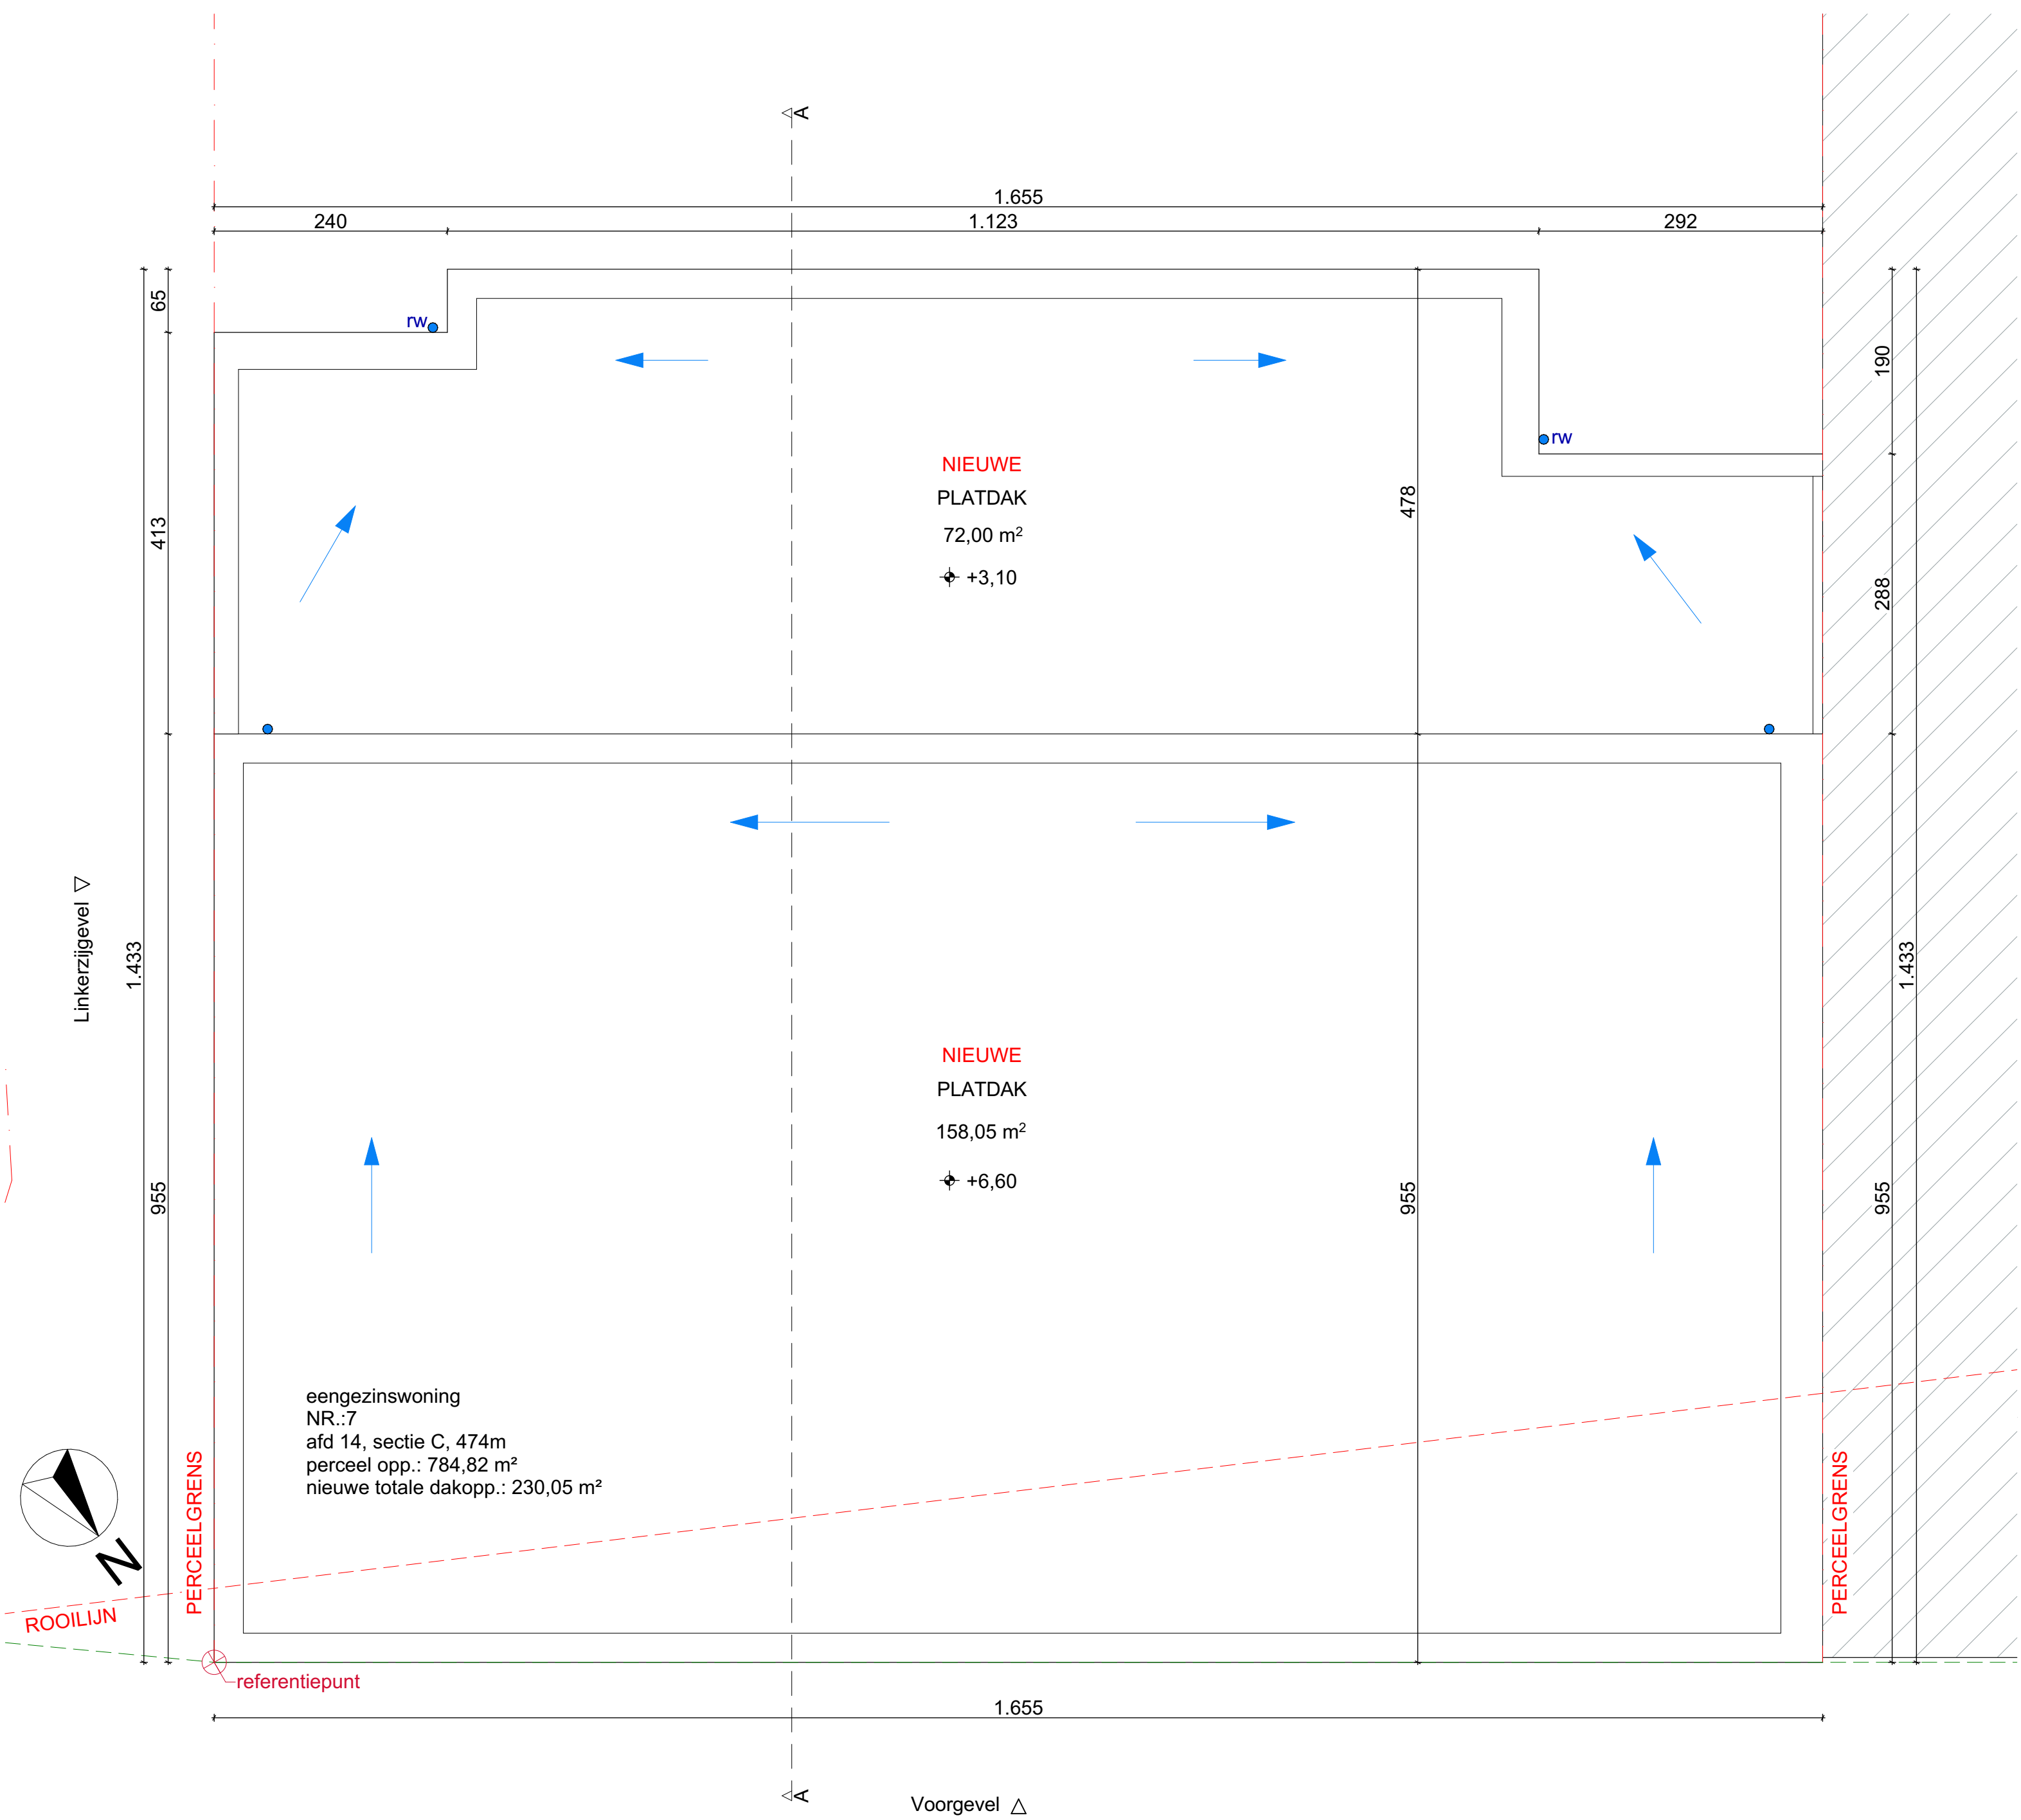 A
1.655
240
1.123
292
65
rw
190
rw
NIEUWE
PLATDAK
72,00 m²
+3,10
478
413
288
Linkerzijgevel
1.433
1.433
NIEUWE
PLATDAK
158,05 m²
+6,60
955
955
955
eengezinswoning
NR.:7
afd 14, sectie C, 474m
perceel opp.: 784,82 m²
nieuwe totale dakopp.: 230,05 m²
PERCEELGRENS
PERCEELGRENS
N
ROOILIJN
referentiepunt
1.655
A
Voorgevel